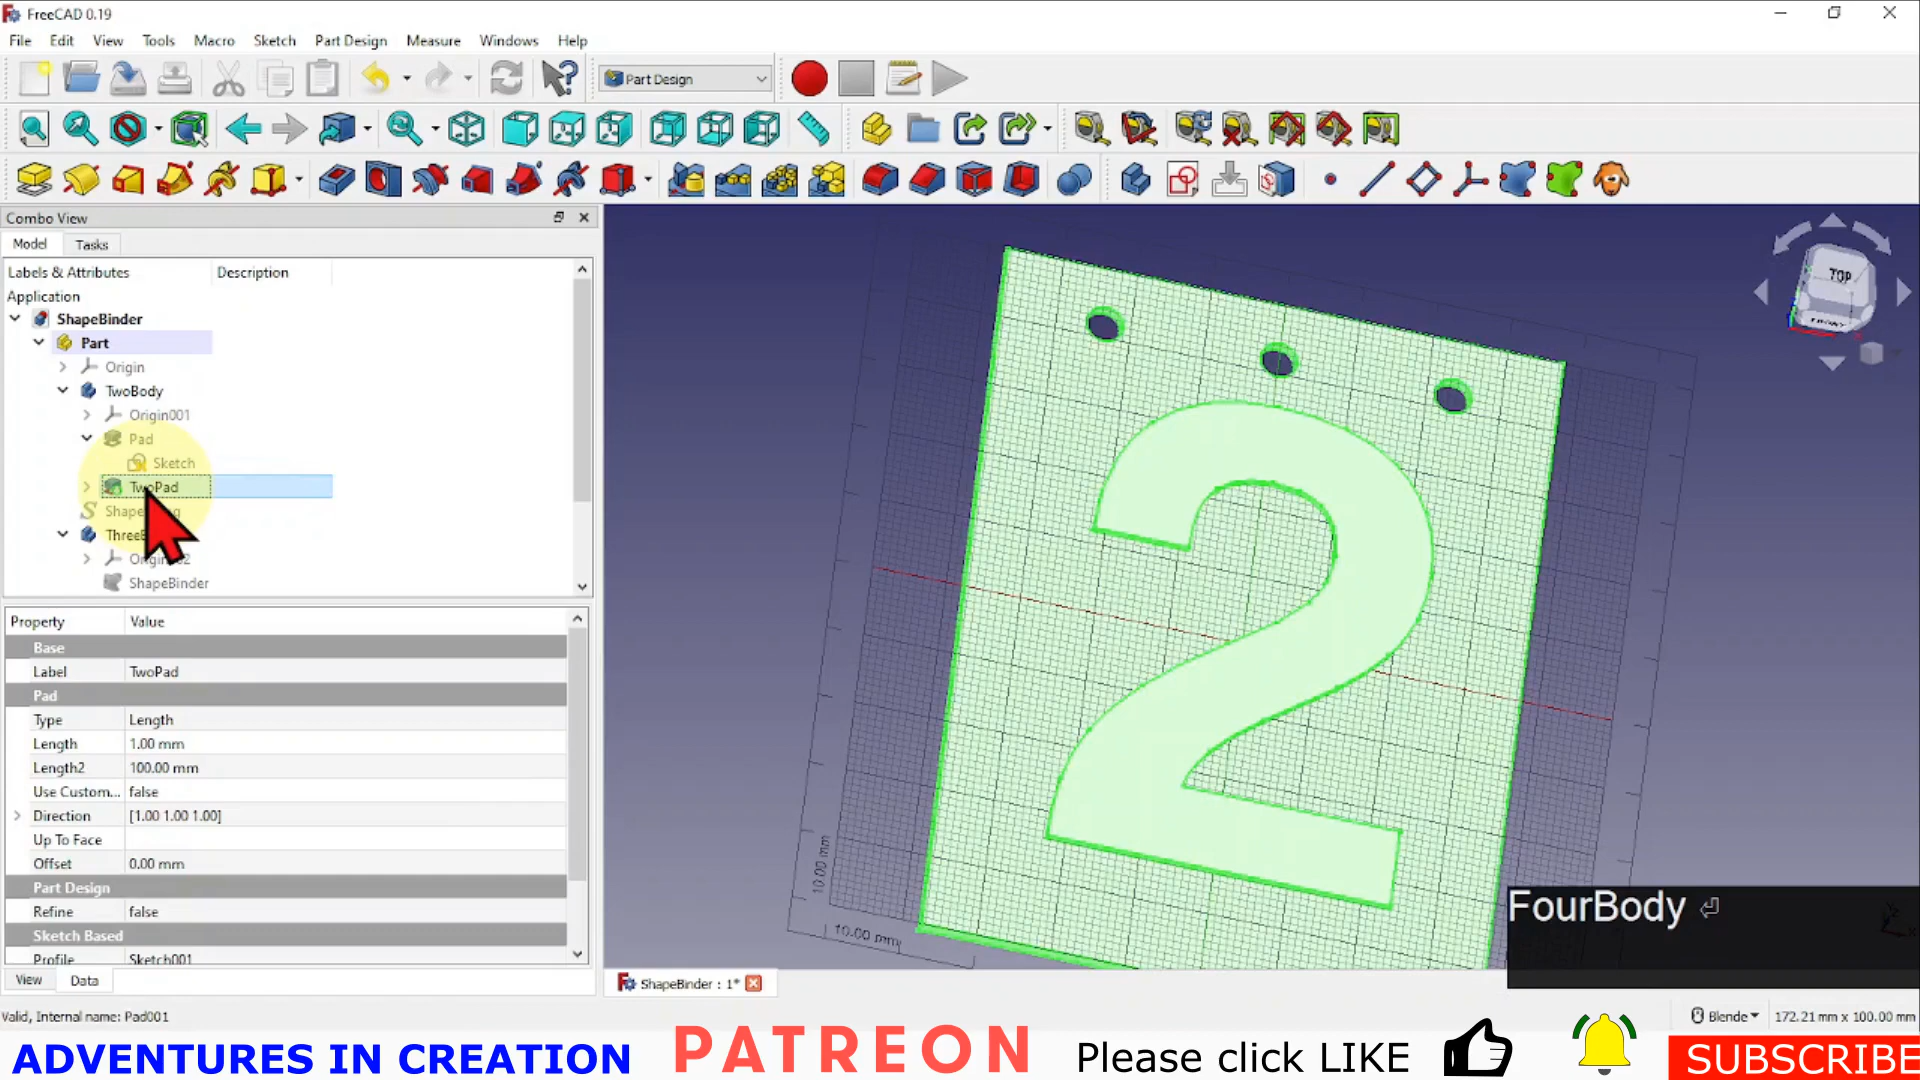 FreeCAD 0.19
File Edit View Tools Macro Sketch Part Design Measure Windows Help
Part Design
Combo View
Model Tasks
Labels & Attributes Description
Application
ShapeBinder
Part
Origin
TwoBody
Origin001
Pad
Sketch
TwoPad
ShapeBinder
Property Value
Base
Label TwoPad
Pad
Type Length
Length 1.00 mm
Length2 100.00 mm
Use Custom... false
Direction [1.00 1.00 1.00]
Up To Face
Offset 0.00 mm
Part Design
Refine false
Sketch Based
Profile Sketch001
View Data
TOP
2
10.00 mm
10.00 mm
FourBody
ShapeBinder : 1*
Valid, Internal name: Pad001
Blende 172.21 mm x 100.00 mm
ADVENTURES IN CREATION PATREON Please click LIKE SUBSCRIBE